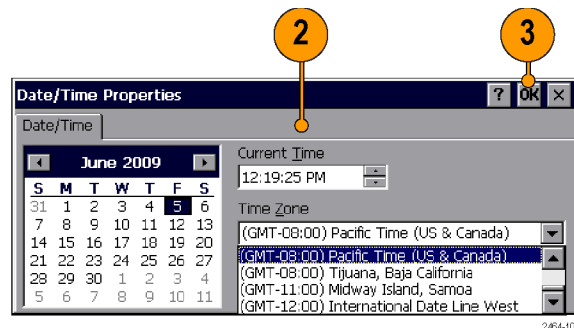 2
3
Date/Time Properties ? OK ×
Date/Time
June 2009
S M T W T F S
31 1 2 3 4 5 6
7 8 9 10 11 12 13
14 15 16 17 18 19 20
21 22 23 24 25 26 27
28 29 30 1 2 3 4
5 6 7 8 9 10 11
Current Time
12:19:25 PM
Time Zone
(GMT-08:00) Pacific Time (US & Canada)
(GMT-08:00) Pacific Time (US & Canada)
(GMT-08:00) Tijuana, Baja California
(GMT-11:00) Midway Island, Samoa
(GMT-12:00) International Date Line West